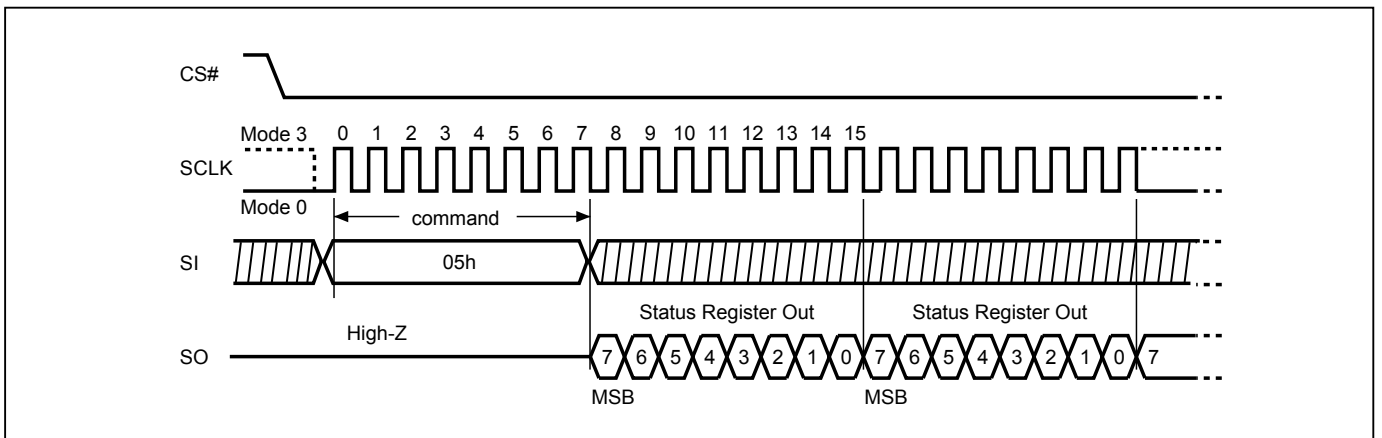 CS#
Mode 3 0 1 2 3 4 5 6 7 8 9 10 11 12 13 14 15
SCLK
Mode 0
command
SI
05h
Status Register Out Status Register Out
High-Z
SO
7 6 5 4 3 2 1 0 7 6 5 4 3 2 1 0 7
MSB MSB